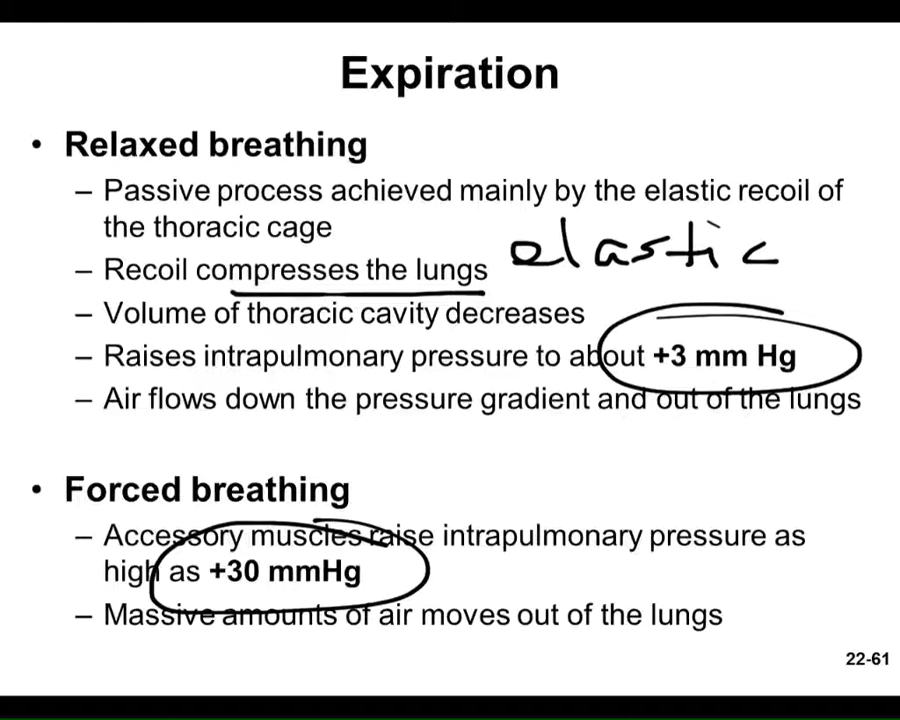 Expiration
• Relaxed breathing
– Passive process achieved mainly by the elastic recoil of
the thoracic cage
elastic
– Recoil compresses the lungs
– Volume of thoracic cavity decreases
– Raises intrapulmonary pressure to about +3 mm Hg
– Air flows down the pressure gradient and out of the lungs
• Forced breathing
– Accessory muscles raise intrapulmonary pressure as
high as +30 mmHg
– Massive amounts of air moves out of the lungs
22-61